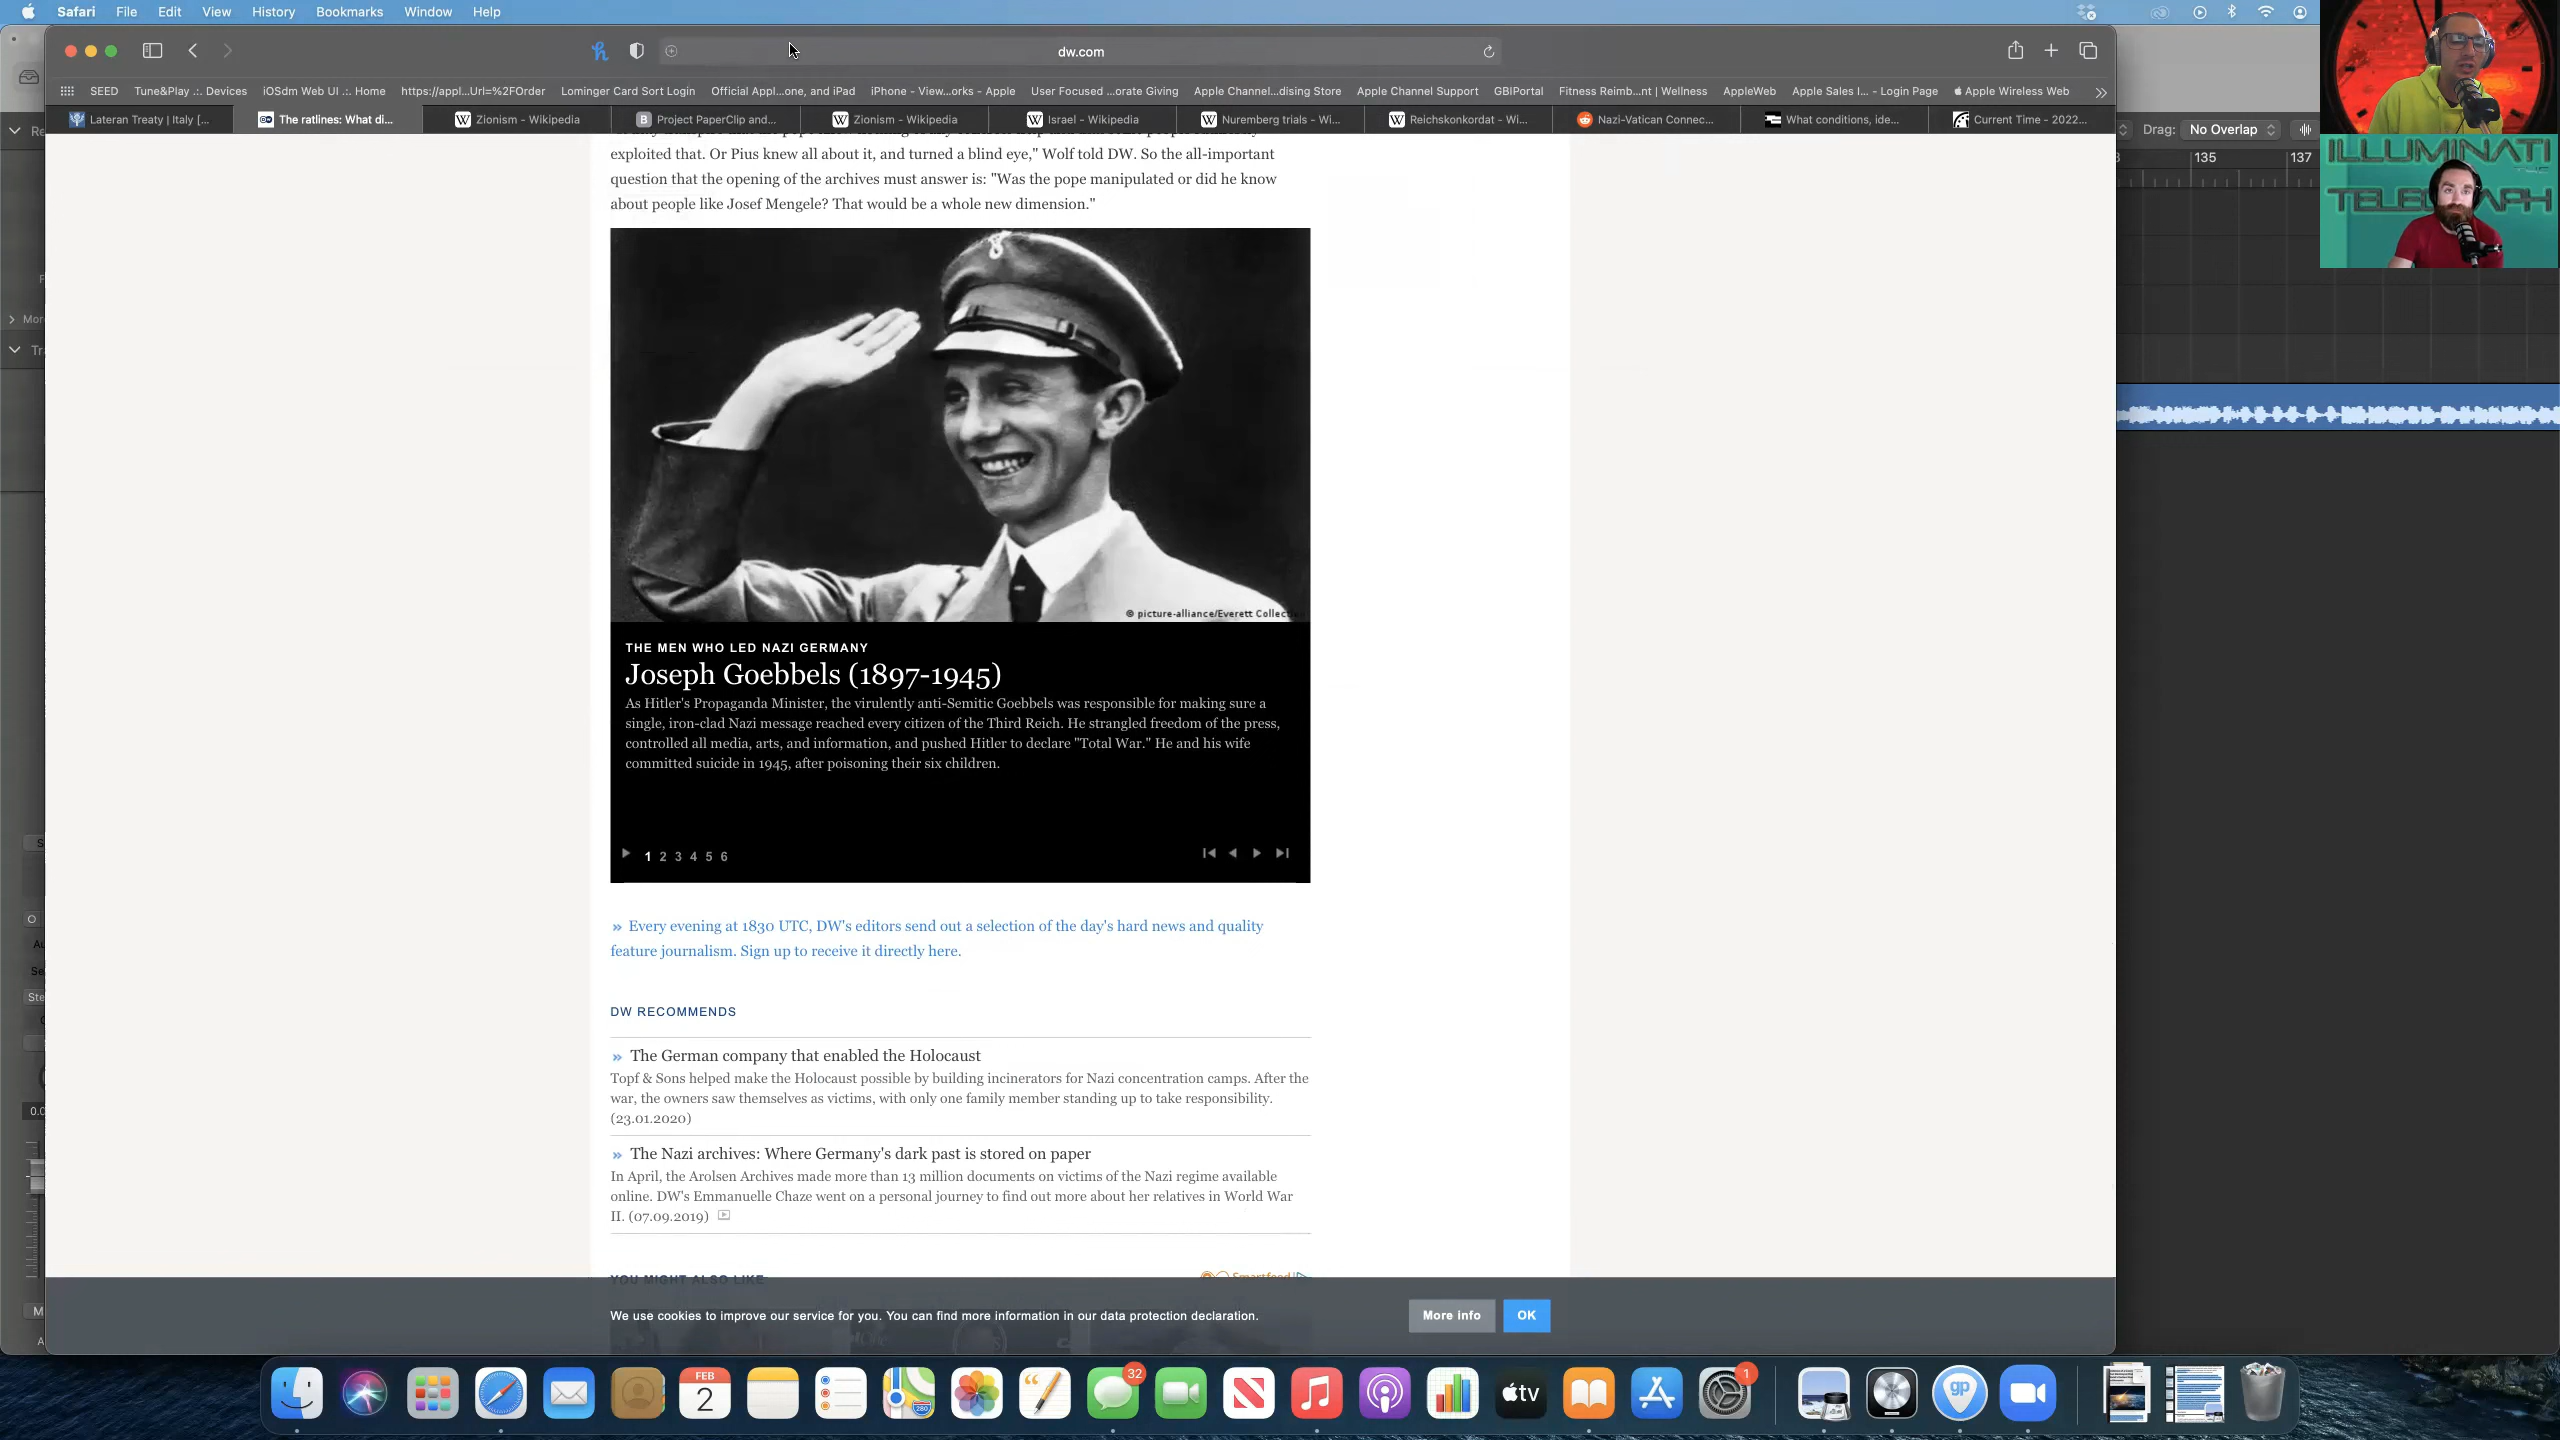 Safari File Edit View History Bookmarks Window Help
dw.com
SEED Tune&Play .:. Devices iOSdm Web UI .:. Home https://appl...Url=%2FOrder Lominger Card Sort Login Official Appl...one, and iPad iPhone - View...orks - Apple User Focused ...orate Giving Apple Channel...dising Store Apple Channel Support GBIPortal Fitness Reimb...nt | Wellness AppleWeb Apple Sales I... - Login Page Apple Wireless Web
Lateran Treaty | Italy [... The ratlines: What di... Zionism - Wikipedia Project PaperClip and... Zionism - Wikipedia Israel - Wikipedia Nuremberg trials - Wi... Reichskonkordat - Wi... Nazi-Vatican Connec... What conditions, ide... Current Time - 2022...
Drag: No Overlap
135 137
ILLUMINATI
THE
TELEGRAPH
exploited that. Or Pius knew all about it, and turned a blind eye," Wolf told DW. So the all-important
question that the opening of the archives must answer is: "Was the pope manipulated or did he know
about people like Josef Mengele? That would be a whole new dimension."
© picture-alliance/Everett Collecti
THE MEN WHO LED NAZI GERMANY
Joseph Goebbels (1897-1945)
As Hitler's Propaganda Minister, the virulently anti-Semitic Goebbels was responsible for making sure a
single, iron-clad Nazi message reached every citizen of the Third Reich. He strangled freedom of the press,
controlled all media, arts, and information, and pushed Hitler to declare "Total War." He and his wife
committed suicide in 1945, after poisoning their six children.
1 2 3 4 5 6
» Every evening at 1830 UTC, DW's editors send out a selection of the day's hard news and quality
feature journalism. Sign up to receive it directly here.
DW RECOMMENDS
» The German company that enabled the Holocaust
Topf & Sons helped make the Holocaust possible by building incinerators for Nazi concentration camps. After the
war, the owners saw themselves as victims, with only one family member standing up to take responsibility.
(23.01.2020)
» The Nazi archives: Where Germany's dark past is stored on paper
In April, the Arolsen Archives made more than 13 million documents on victims of the Nazi regime available
online. DW's Emmanuelle Chaze went on a personal journey to find out more about her relatives in World War
II. (07.09.2019)
YOU MIGHT ALSO LIKE
We use cookies to improve our service for you. You can find more information in our data protection declaration. More info OK
FEB
2
280
32
tv
1
gp